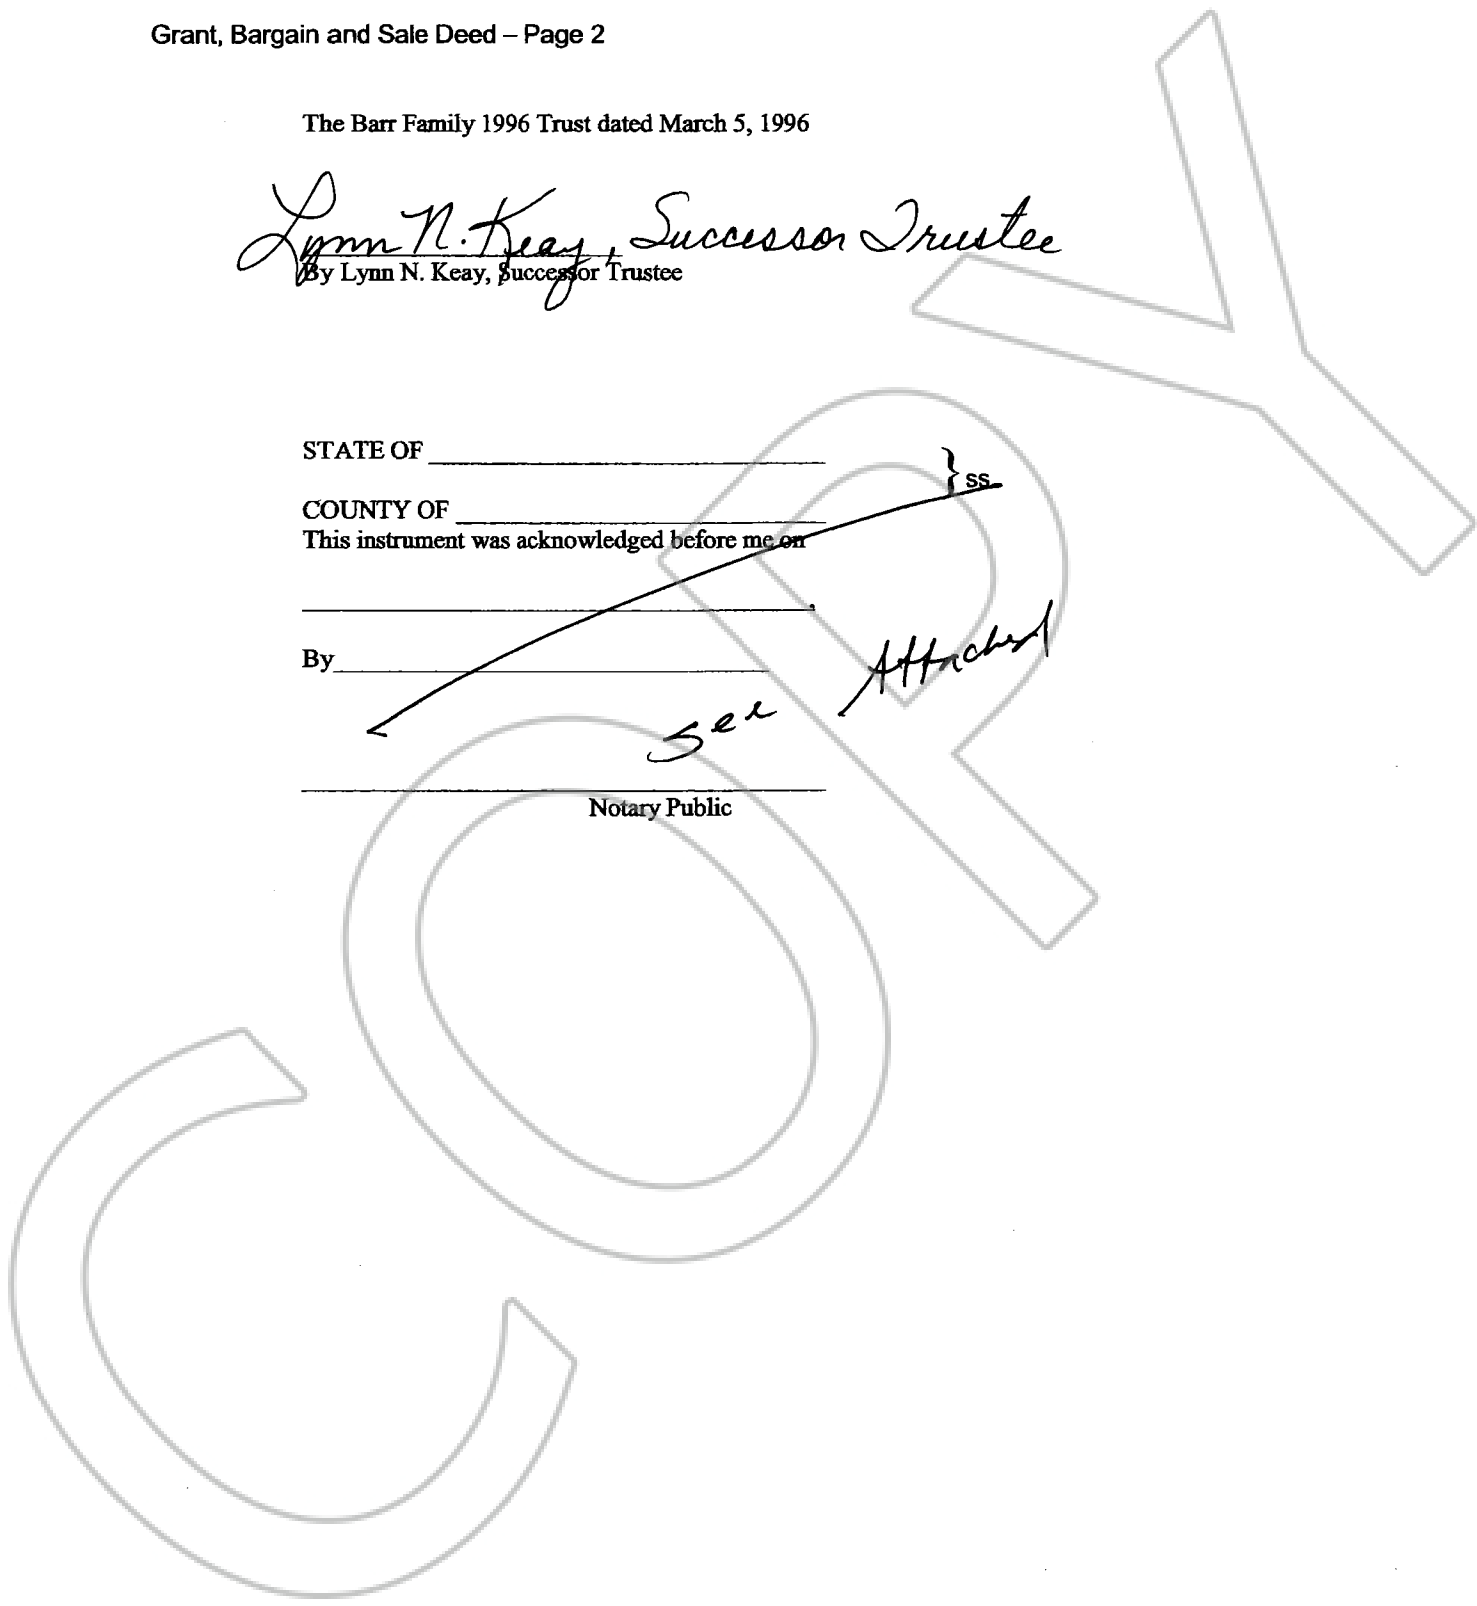 Grant, Bargain and Sale Deed – Page 2
The Barr Family 1996 Trust dated March 5, 1996
Lynn N. Keay, Successor Trustee
By Lynn N. Keay, Successor Trustee
STATE OF
} ss.
COUNTY OF
This instrument was acknowledged before me on
.
By
See Attached
Notary Public
COPY